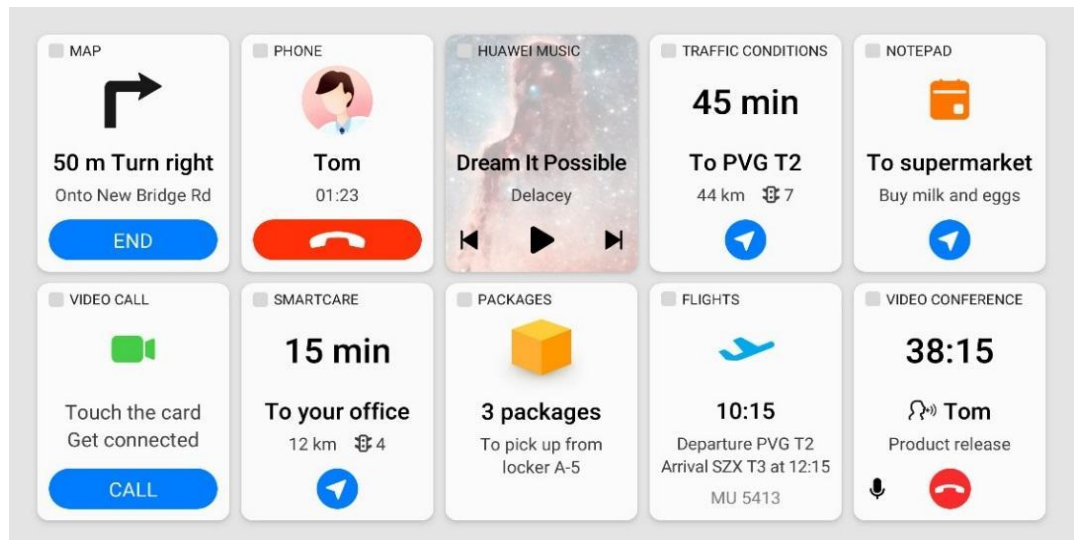 MAP
50 m Turn right
Onto New Bridge Rd
END
PHONE
Tom
01:23
HUAWEI MUSIC
Dream It Possible
Delacey
TRAFFIC CONDITIONS
45 min
To PVG T2
44 km 7
NOTEPAD
To supermarket
Buy milk and eggs
VIDEO CALL
Touch the card
Get connected
CALL
SMARTCARE
15 min
To your office
12 km 4
PACKAGES
3 packages
To pick up from
locker A-5
FLIGHTS
10:15
Departure PVG T2
Arrival SZX T3 at 12:15
MU 5413
VIDEO CONFERENCE
38:15
Tom
Product release